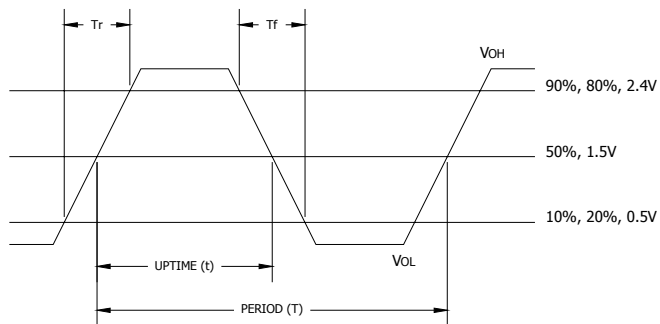 Tr
Tf
VOH
90%, 80%, 2.4V
50%, 1.5V
10%, 20%, 0.5V
VOL
UPTIME (t)
PERIOD (T)